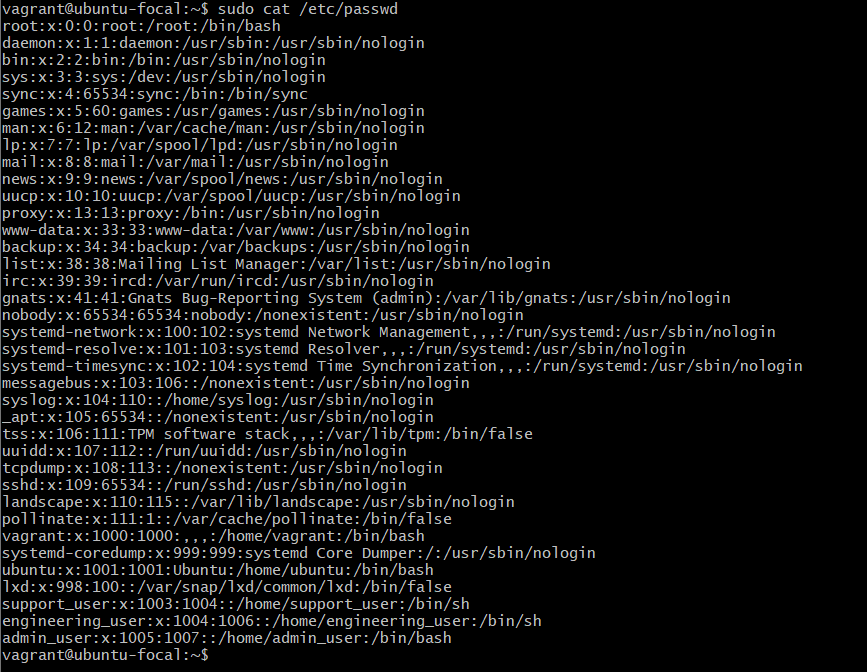 vagrant@ubuntu-focal:~$ sudo cat /etc/passwd
root:x:0:0:root:/root:/bin/bash
daemon:x:1:1:daemon:/usr/sbin:/usr/sbin/nologin
bin:x:2:2:bin:/bin:/usr/sbin/nologin
sys:x:3:3:sys:/dev:/usr/sbin/nologin
sync:x:4:65534:sync:/bin:/bin/sync
games:x:5:60:games:/usr/games:/usr/sbin/nologin
man:x:6:12:man:/var/cache/man:/usr/sbin/nologin
lp:x:7:7:lp:/var/spool/lpd:/usr/sbin/nologin
mail:x:8:8:mail:/var/mail:/usr/sbin/nologin
news:x:9:9:news:/var/spool/news:/usr/sbin/nologin
uucp:x:10:10:uucp:/var/spool/uucp:/usr/sbin/nologin
proxy:x:13:13:proxy:/bin:/usr/sbin/nologin
www-data:x:33:33:www-data:/var/www:/usr/sbin/nologin
backup:x:34:34:backup:/var/backups:/usr/sbin/nologin
list:x:38:38:Mailing List Manager:/var/list:/usr/sbin/nologin
irc:x:39:39:ircd:/var/run/ircd:/usr/sbin/nologin
gnats:x:41:41:Gnats Bug-Reporting System (admin):/var/lib/gnats:/usr/sbin/nologin
nobody:x:65534:65534:nobody:/nonexistent:/usr/sbin/nologin
systemd-network:x:100:102:systemd Network Management,,,:/run/systemd:/usr/sbin/nologin
systemd-resolve:x:101:103:systemd Resolver,,,:/run/systemd:/usr/sbin/nologin
systemd-timesync:x:102:104:systemd Time Synchronization,,,:/run/systemd:/usr/sbin/nologin
messagebus:x:103:106::/nonexistent:/usr/sbin/nologin
syslog:x:104:110::/home/syslog:/usr/sbin/nologin
_apt:x:105:65534::/nonexistent:/usr/sbin/nologin
tss:x:106:111:TPM software stack,,,:/var/lib/tpm:/bin/false
uuidd:x:107:112::/run/uuidd:/usr/sbin/nologin
tcpdump:x:108:113::/nonexistent:/usr/sbin/nologin
sshd:x:109:65534::/run/sshd:/usr/sbin/nologin
landscape:x:110:115::/var/lib/landscape:/usr/sbin/nologin
pollinate:x:111:1::/var/cache/pollinate:/bin/false
vagrant:x:1000:1000:,,,:/home/vagrant:/bin/bash
systemd-coredump:x:999:999:systemd Core Dumper:/:/usr/sbin/nologin
ubuntu:x:1001:1001:Ubuntu:/home/ubuntu:/bin/bash
lxd:x:998:100::/var/snap/lxd/common/lxd:/bin/false
support_user:x:1003:1004::/home/support_user:/bin/sh
engineering_user:x:1004:1006::/home/engineering_user:/bin/sh
admin_user:x:1005:1007::/home/admin_user:/bin/bash
vagrant@ubuntu-focal:~$